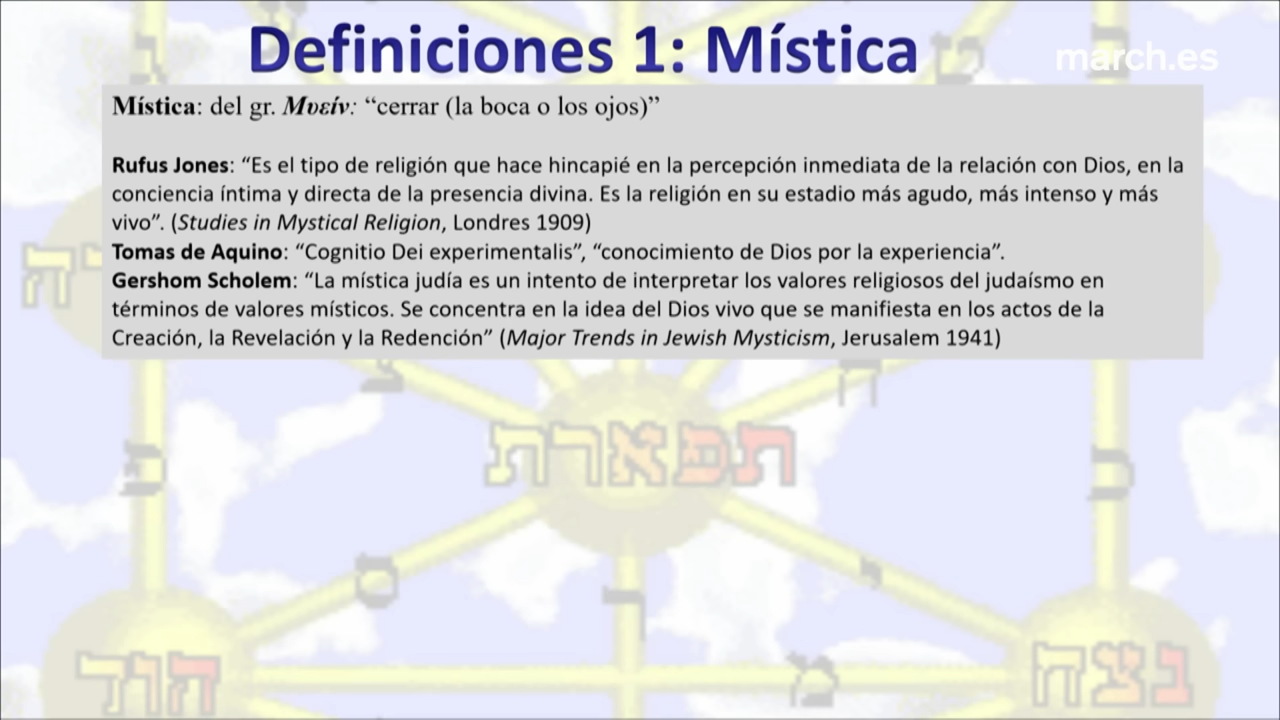 Definiciones 1: Mística
march.es
Mística: del gr. Μυείν: “cerrar (la boca o los ojos)”
Rufus Jones: “Es el tipo de religión que hace hincapié en la percepción inmediata de la relación con Dios, en la
conciencia íntima y directa de la presencia divina. Es la religión en su estadio más agudo, más intenso y más
vivo”. (Studies in Mystical Religion, Londres 1909)
Tomas de Aquino: “Cognitio Dei experimentalis”, “conocimiento de Dios por la experiencia”.
Gershom Scholem: “La mística judía es un intento de interpretar los valores religiosos del judaísmo en
términos de valores místicos. Se concentra en la idea del Dios vivo que se manifiesta en los actos de la
Creación, la Revelación y la Redención” (Major Trends in Jewish Mysticism, Jerusalem 1941)
תפארת
הוד
נצח